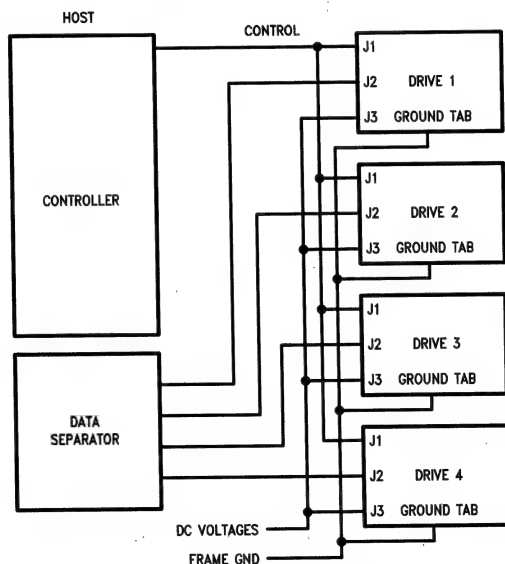 HOST
CONTROL
CONTROLLER
DATA
SEPARATOR
J1
J2 DRIVE 1
J3 GROUND TAB
J1
J2 DRIVE 2
J3 GROUND TAB
J1
J2 DRIVE 3
J3 GROUND TAB
J1
J2 DRIVE 4
J3 GROUND TAB
DC VOLTAGES
FRAME GND